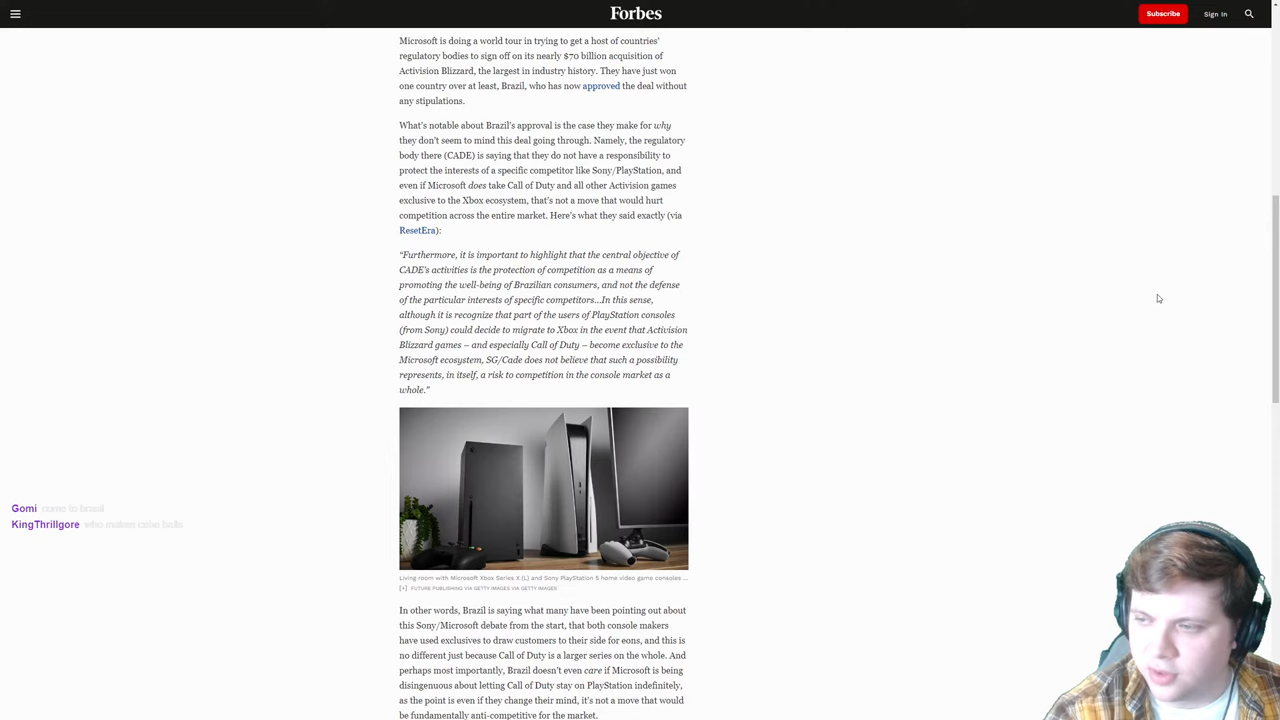 Forbes
Subscribe
Sign In
Microsoft is doing a world tour in trying to get a host of countries'
regulatory bodies to sign off on its nearly $70 billion acquisition of
Activision Blizzard, the largest in industry history. They have just won
one country over at least, Brazil, who has now approved the deal without
any stipulations.
What's notable about Brazil's approval is the case they make for why
they don't seem to mind this deal going through. Namely, the regulatory
body there (CADE) is saying that they do not have a responsibility to
protect the interests of a specific competitor like Sony/PlayStation, and
even if Microsoft does take Call of Duty and all other Activision games
exclusive to the Xbox ecosystem, that's not a move that would hurt
competition across the entire market. Here's what they said exactly (via
ResetEra):
“Furthermore, it is important to highlight that the central objective of
CADE's activities is the protection of competition as a means of
promoting the well-being of Brazilian consumers, and not the defense
of the particular interests of specific competitors...In this sense,
although it is recognize that part of the users of PlayStation consoles
(from Sony) could decide to migrate to Xbox in the event that Activision
Blizzard games – and especially Call of Duty – become exclusive to the
Microsoft ecosystem, SG/Cade does not believe that such a possibility
represents, in itself, a risk to competition in the console market as a
whole.”
Living room with Microsoft Xbox Series X (L) and Sony PlayStation 5 home video game consoles ...
[+] FUTURE PUBLISHING VIA GETTY IMAGES VIA GETTY IMAGES
Gomi come to brasil
KingThrillgore who makes cabe balls
In other words, Brazil is saying what many have been pointing out about
this Sony/Microsoft debate from the start, that both console makers
have used exclusives to draw customers to their side for eons, and this is
no different just because Call of Duty is a larger series on the whole. And
perhaps most importantly, Brazil doesn't even care if Microsoft is being
disingenuous about letting Call of Duty stay on PlayStation indefinitely,
as the point is even if they change their mind, it's not a move that would
be fundamentally anti-competitive for the market.